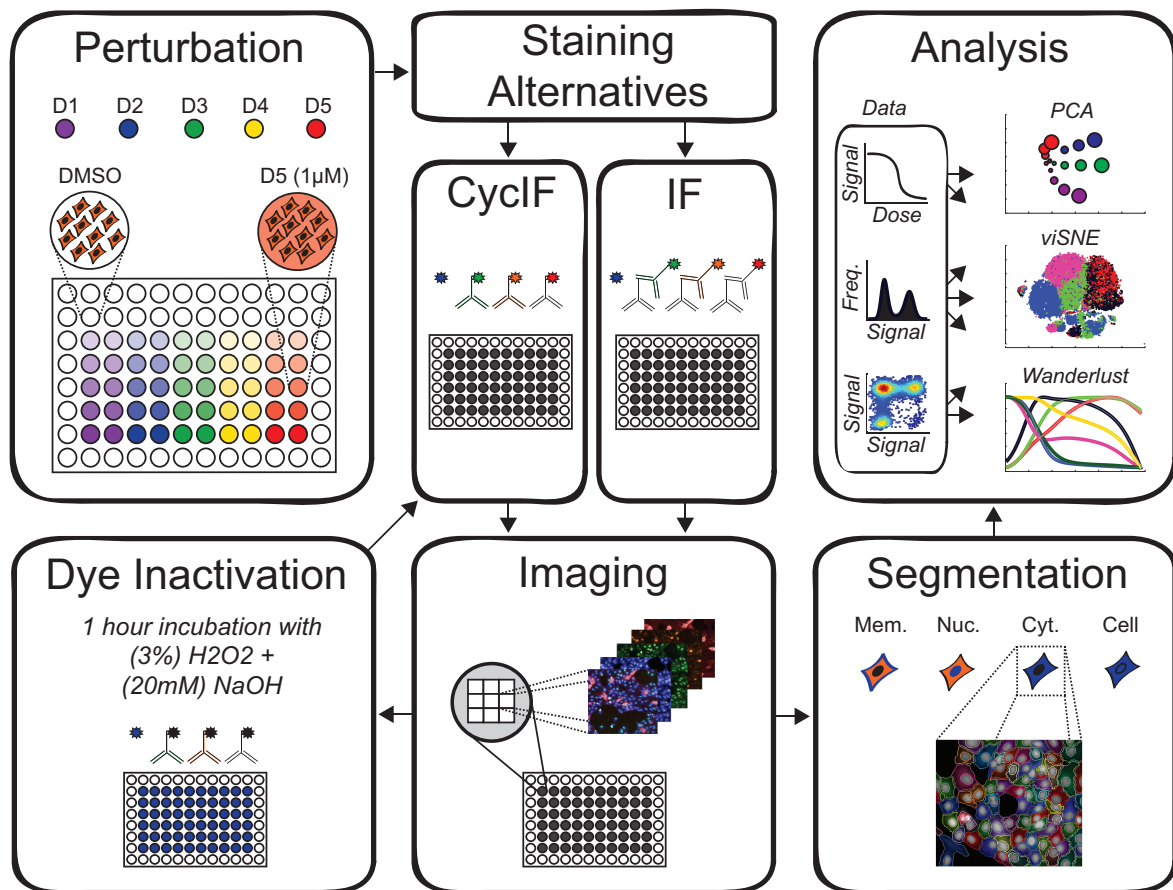 Perturbation
D1 D2 D3 D4 D5
DMSO
D5 (1µM)
Staining
Alternatives
CycIF
IF
Analysis
Data
PCA
Signal
Dose
viSNE
Freq.
Signal
Wanderlust
Signal
Signal
Dye Inactivation
1 hour incubation with
(3%) H2O2 +
(20mM) NaOH
Imaging
Segmentation
Mem. Nuc. Cyt. Cell